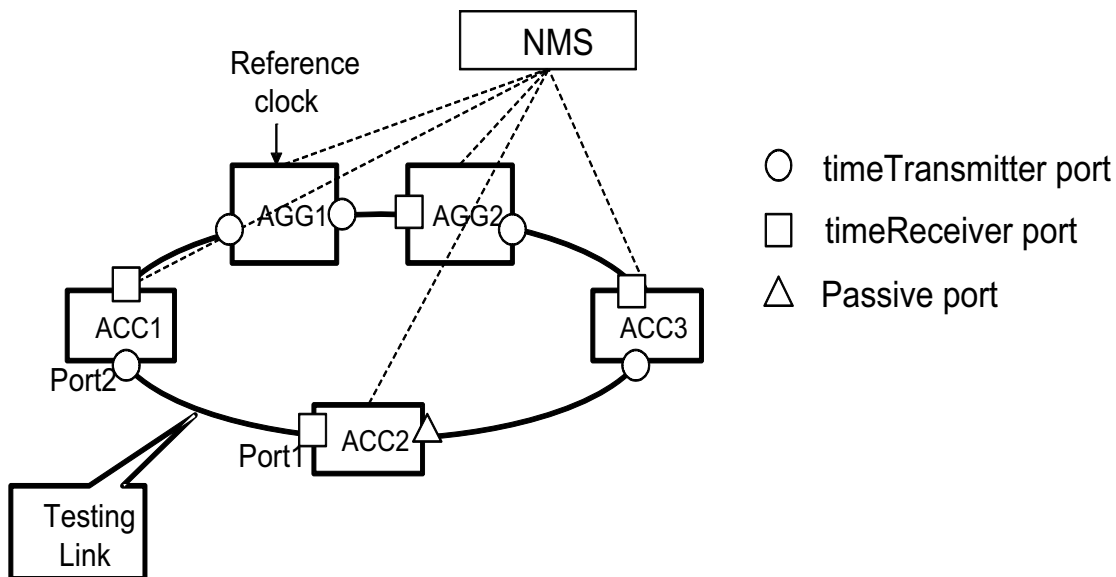 NMS
Reference
clock
AGG1
AGG2
timeTransmitter port
timeReceiver port
Passive port
ACC1
ACC3
Port2
ACC2
Port1
Testing
Link